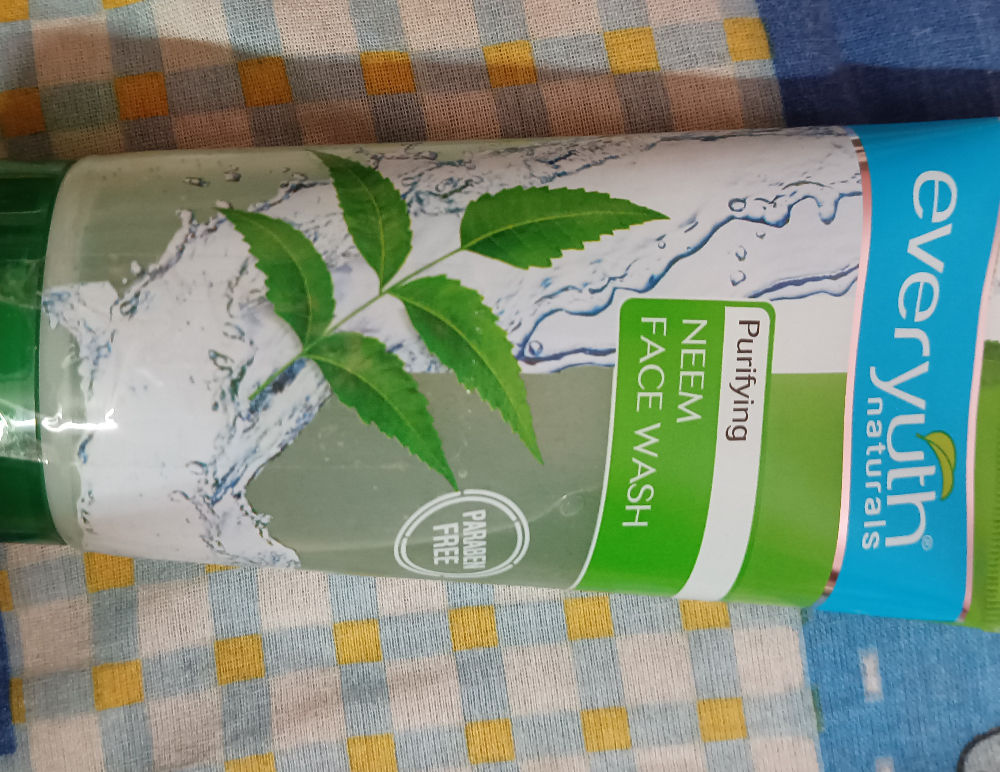 everyuth®
naturals
Purifying
NEEM
FACE WASH
PARABEN
FREE